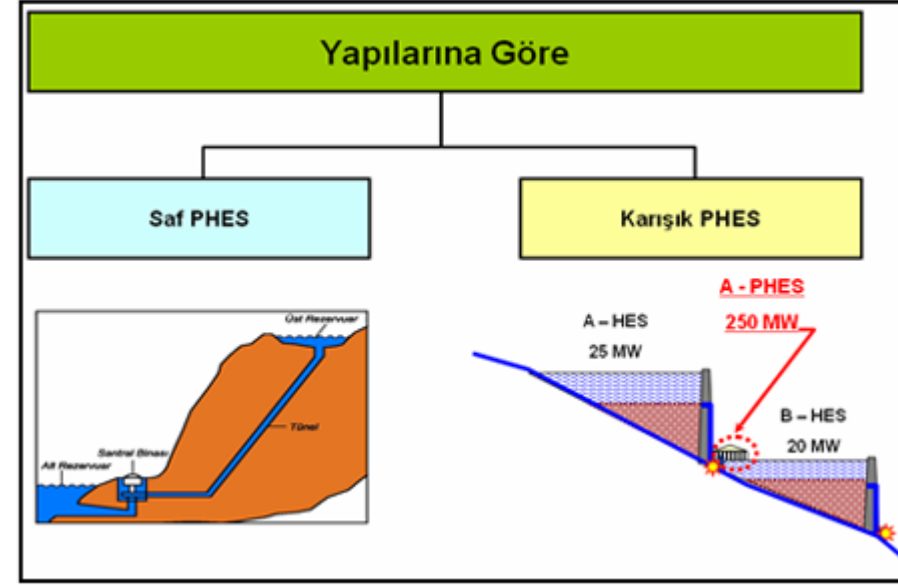 Yapılarına Göre
Saf PHES
Karışık PHES
A - PHES
250 MW
A – HES
25 MW
B – HES
20 MW
Üst Rezervuar
Tünel
Santral Binası
Alt Rezervuar